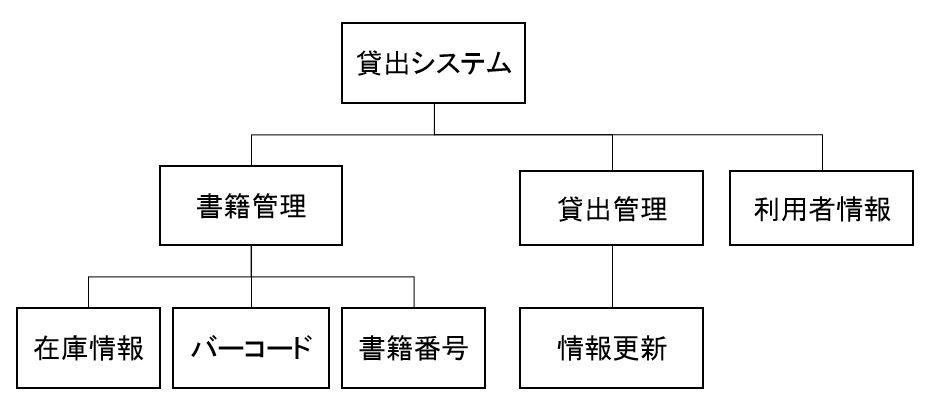 貸出システム
書籍管理
貸出管理
利用者情報
在庫情報
バーコード
書籍番号
情報更新